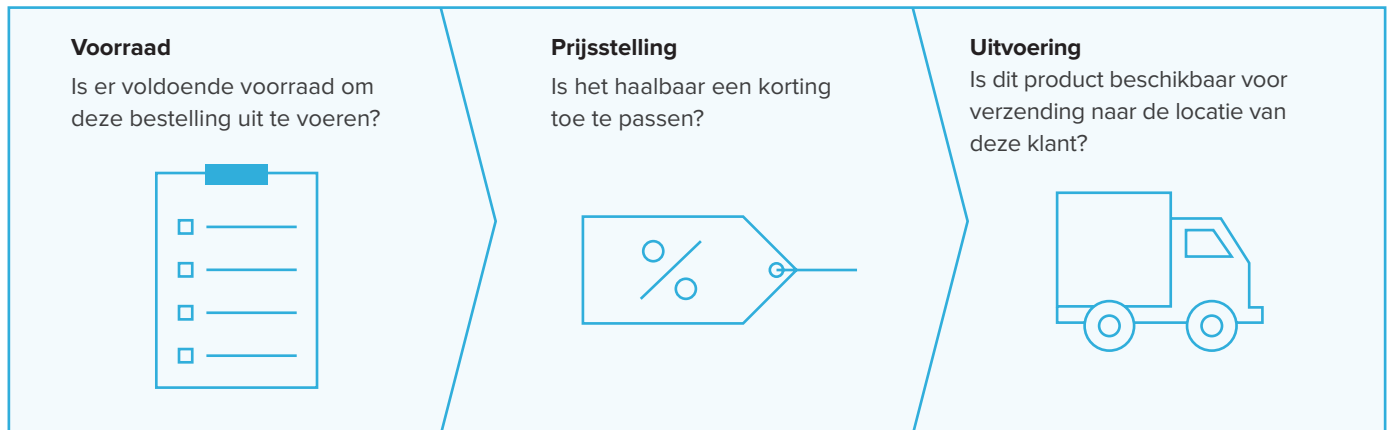 Voorraad
Is er voldoende voorraad om
deze bestelling uit te voeren?
Prijsstelling
Is het haalbaar een korting
toe te passen?
Uitvoering
Is dit product beschikbaar voor
verzending naar de locatie van
deze klant?